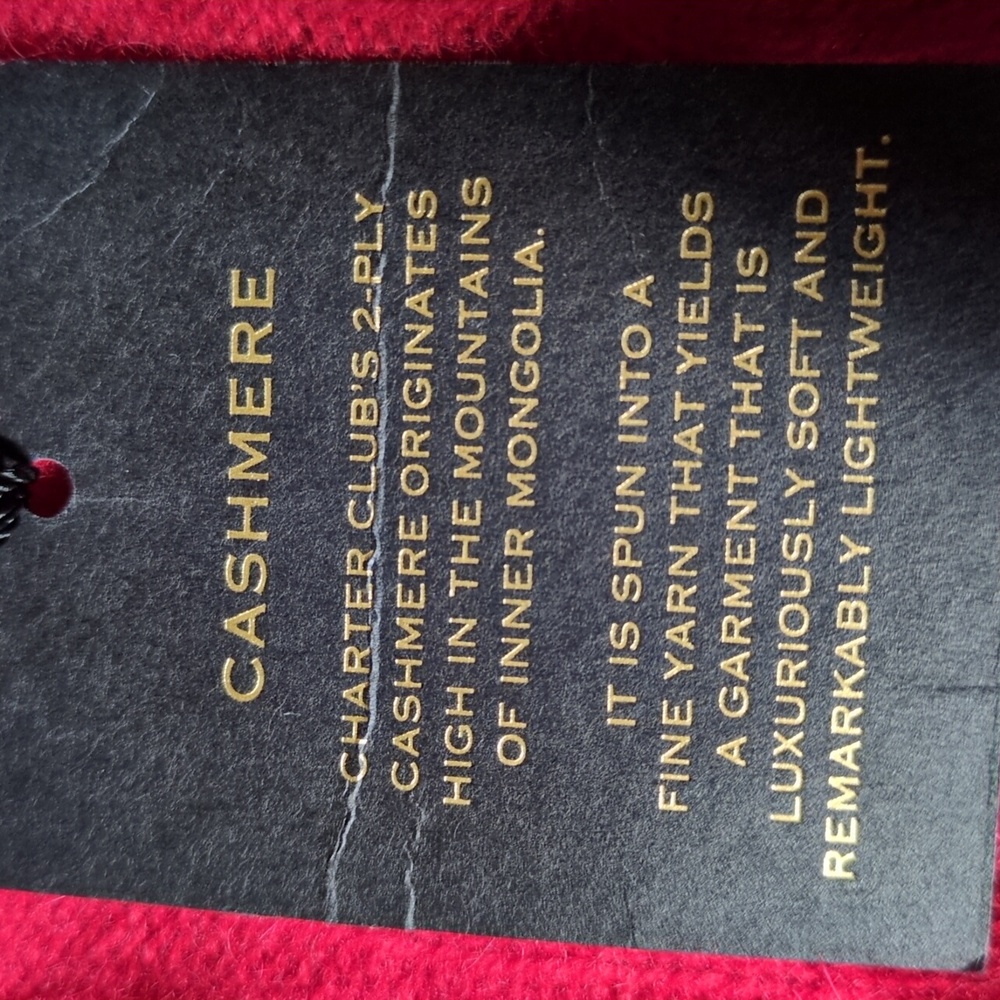 CASHMERE
CHARTER CLUB'S 2-PLY
CASHMERE ORIGINATES
HIGH IN THE MOUNTAINS
OF INNER MONGOLIA.
IT IS SPUN INTO A
FINE YARN THAT YIELDS
A GARMENT THAT IS
LUXURIOUSLY SOFT AND
REMARKABLY LIGHTWEIGHT.